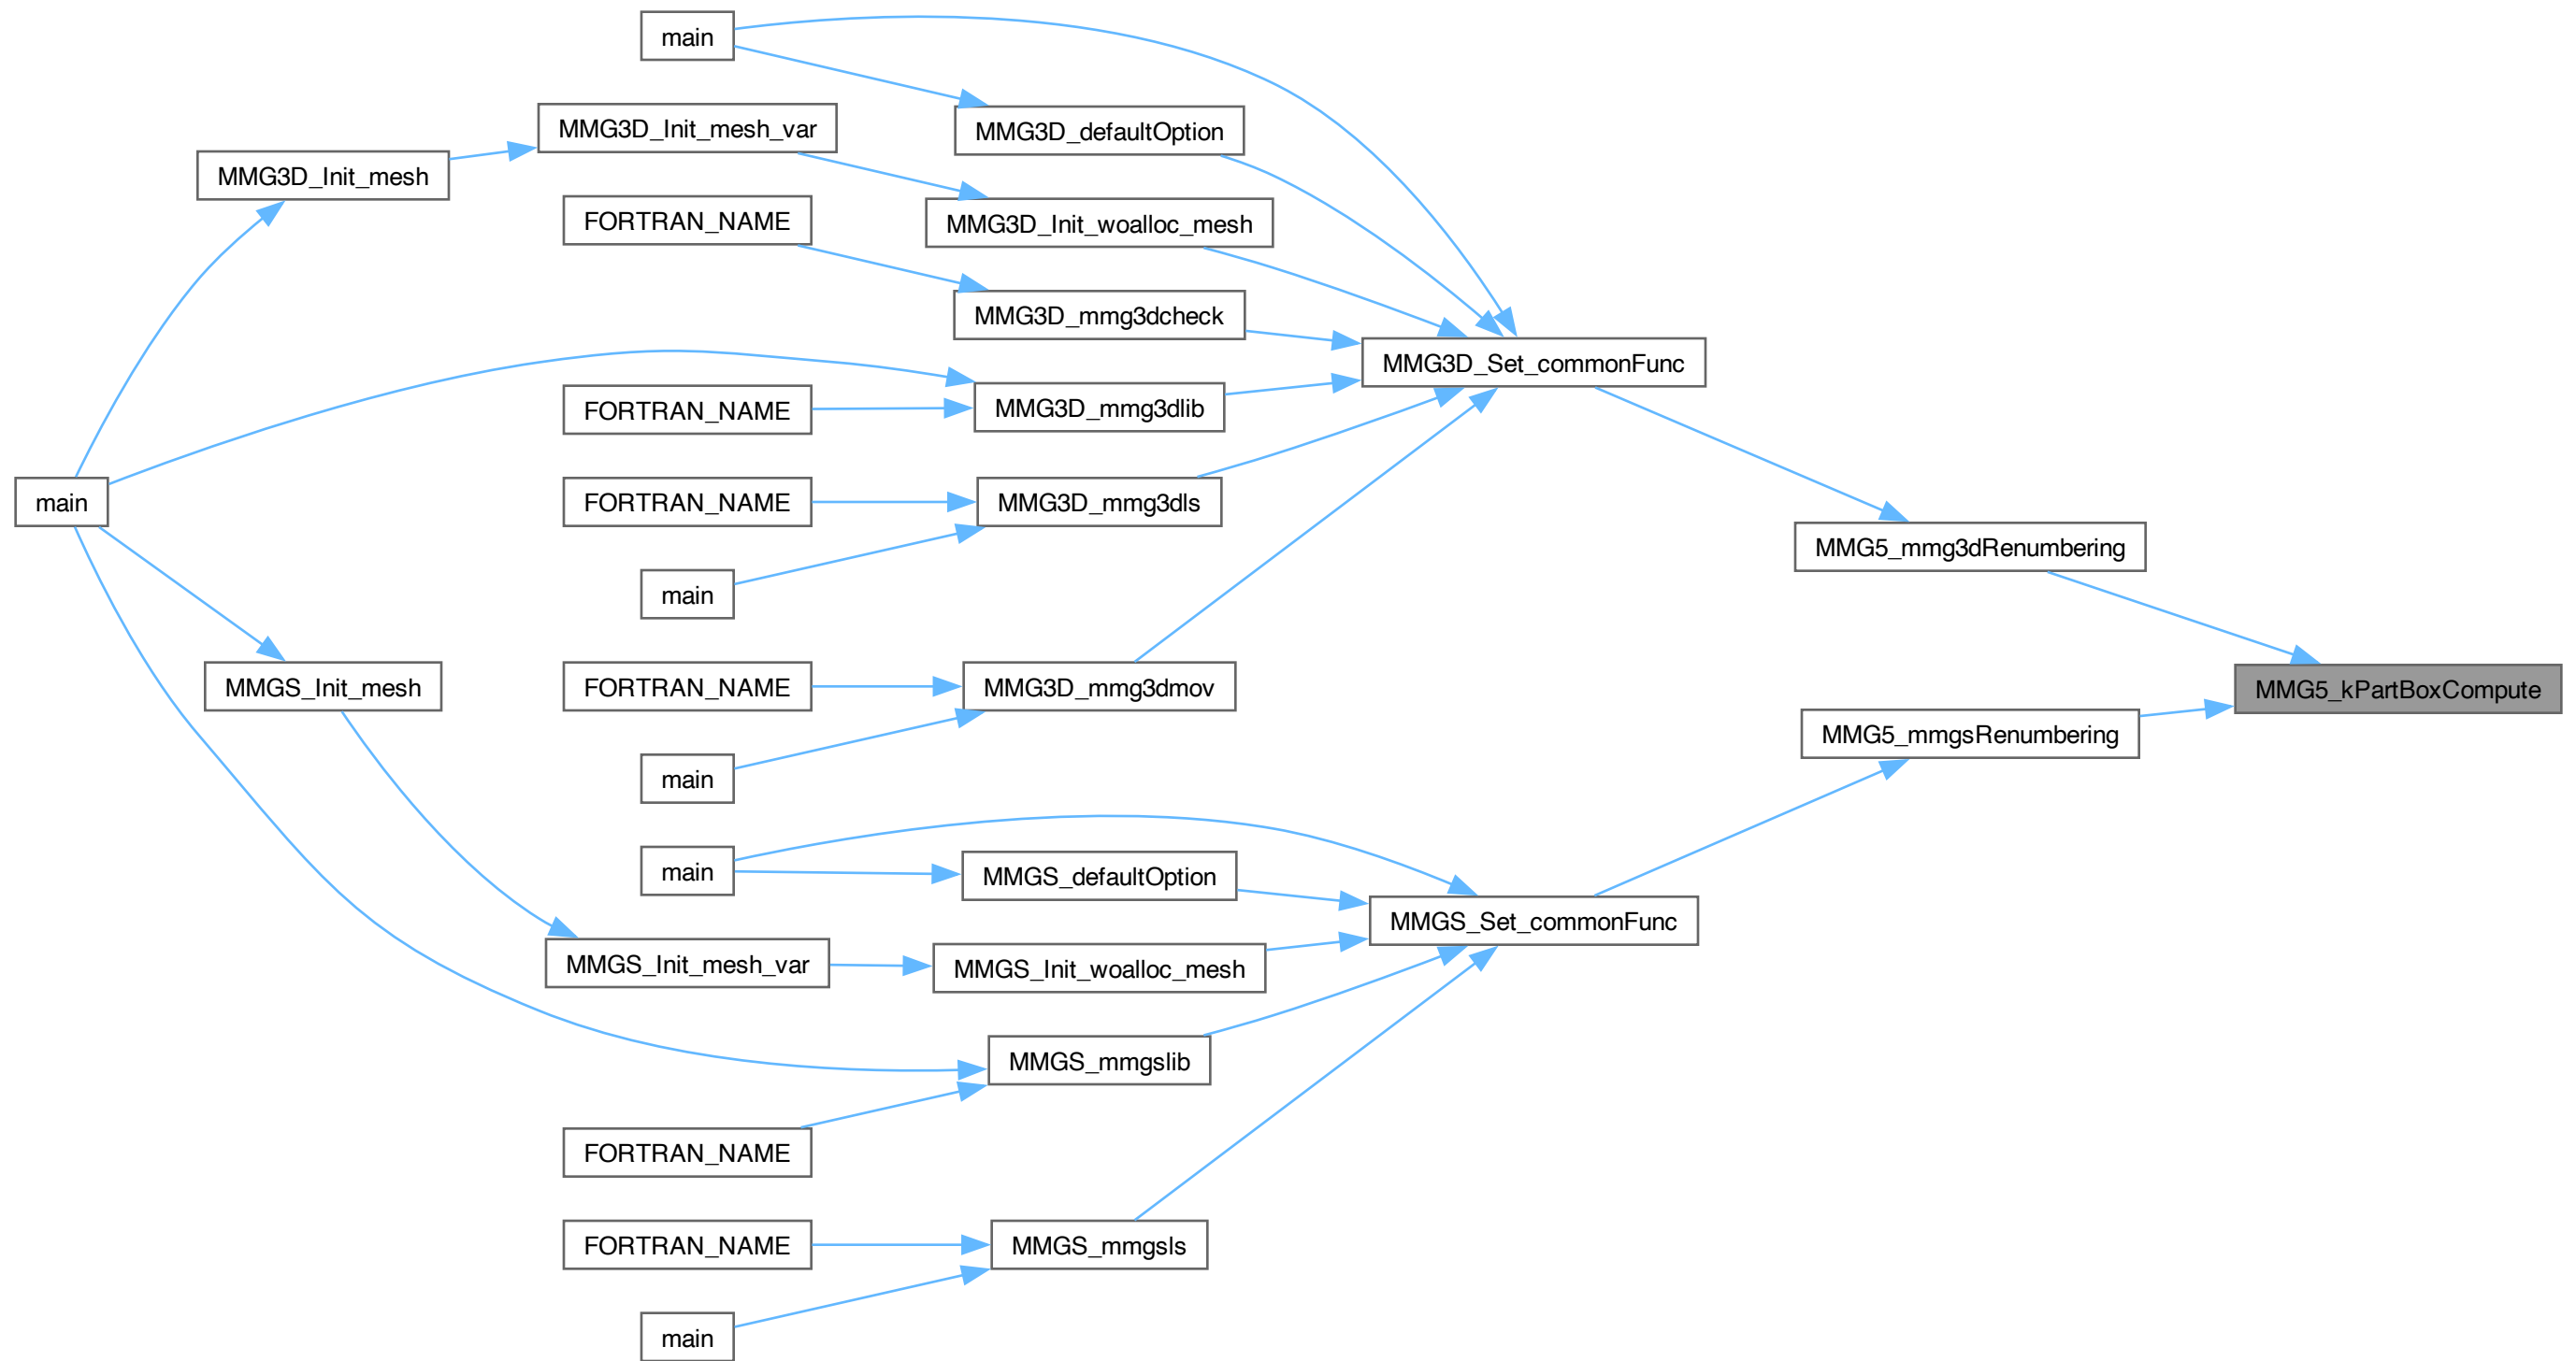 main
MMG3D_Init_mesh_var
MMG3D_defaultOption
MMG3D_Init_mesh
FORTRAN_NAME
MMG3D_Init_woalloc_mesh
MMG3D_mmg3dcheck
MMG3D_Set_commonFunc
FORTRAN_NAME
MMG3D_mmg3dlib
main
FORTRAN_NAME
MMG3D_mmg3dls
MMG5_mmg3dRenumbering
main
MMGS_Init_mesh
FORTRAN_NAME
MMG3D_mmg3dmov
MMG5_kPartBoxCompute
MMG5_mmgsRenumbering
main
main
MMGS_defaultOption
MMGS_Set_commonFunc
MMGS_Init_mesh_var
MMGS_Init_woalloc_mesh
MMGS_mmgslib
FORTRAN_NAME
FORTRAN_NAME
MMGS_mmgsls
main